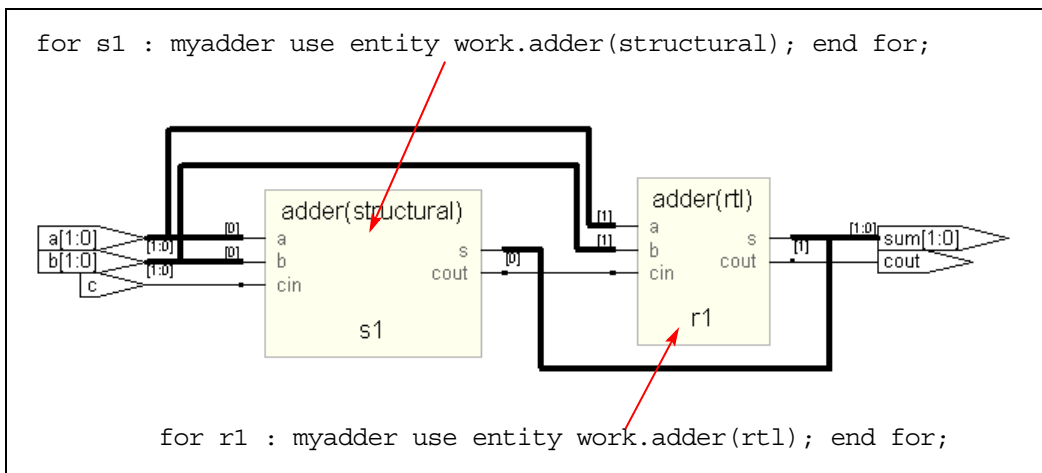 for s1 : myadder use entity work.adder(structural); end for;
adder(structural)
adder(rtl)
[0]
[1]
[1:0]
a[1:0]
a
a
s
sum[1:0]
[1:0]
[0]
[1]
[1]
b[1:0]
b
s
b
cout
cout
[1:0]
[0]
c
cin
cout
cin
s1
r1
for r1 : myadder use entity work.adder(rtl); end for;